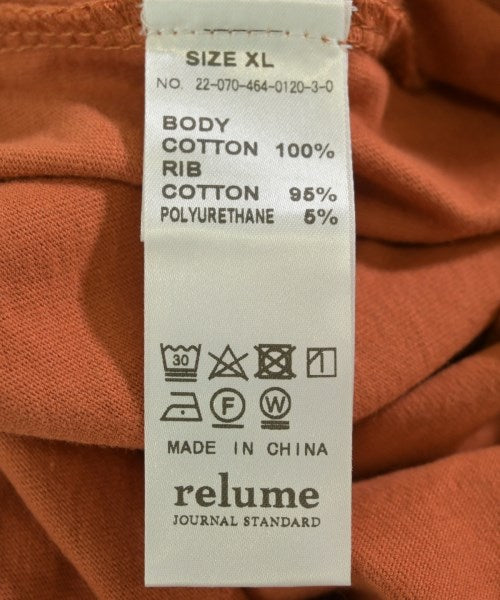 SIZE XL
NO. 22-070-464-0120-3-0
BODY
COTTON 100%
RIB
COTTON 95%
POLYURETHANE 5%
30
F W
MADE IN CHINA
relume
JOURNAL STANDARD